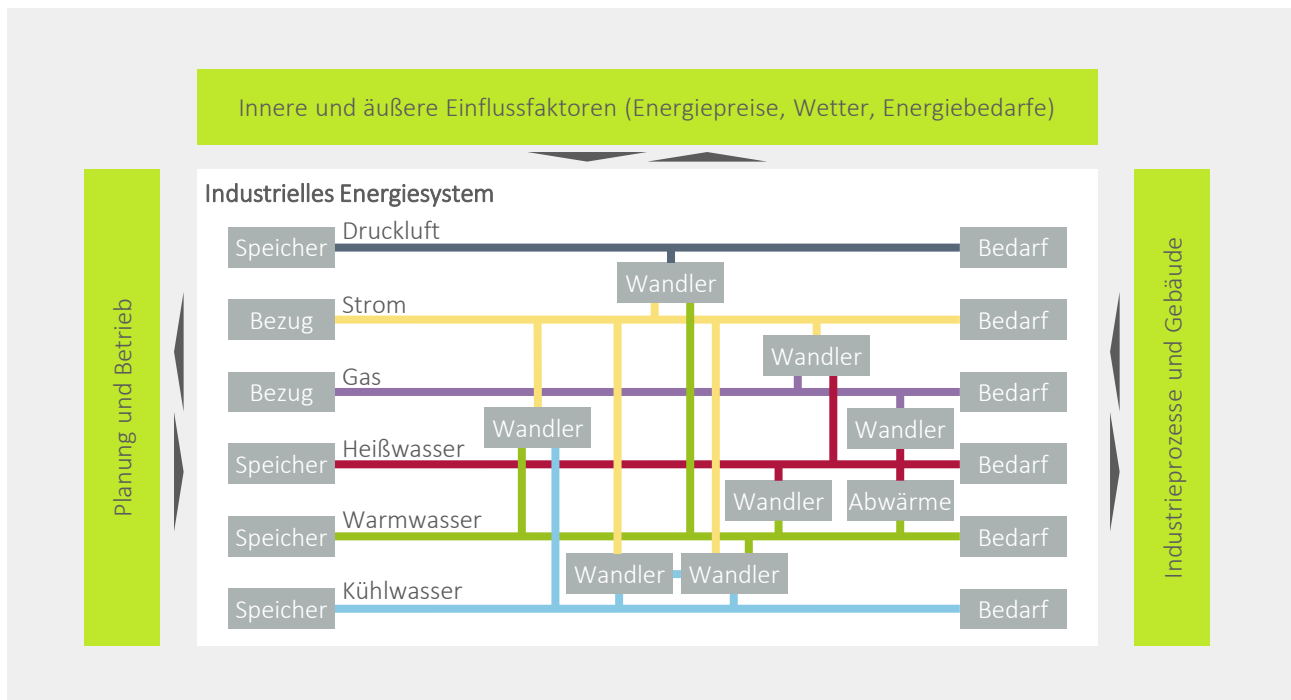 Innere und äußere Einflussfaktoren (Energiepreise, Wetter, Energiebedarfe)
Planung und Betrieb
Industrielles Energiesystem
Druckluft
Speicher
Bedarf
Wandler
Strom
Bezug
Bedarf
Wandler
Gas
Bezug
Bedarf
Wandler
Wandler
Heißwasser
Speicher
Bedarf
Wandler
Abwärme
Warmwasser
Speicher
Bedarf
Wandler
Wandler
Kühlwasser
Speicher
Bedarf
Industrieprozesse und Gebäude